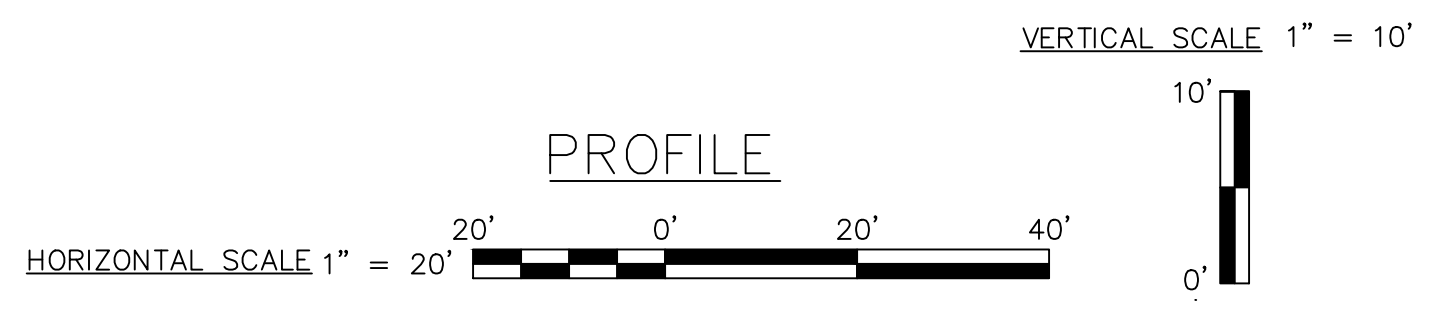 VERTICAL SCALE 1" = 10'
10'
PROFILE
20' 0' 20' 40'
HORIZONTAL SCALE 1" = 20'
0'